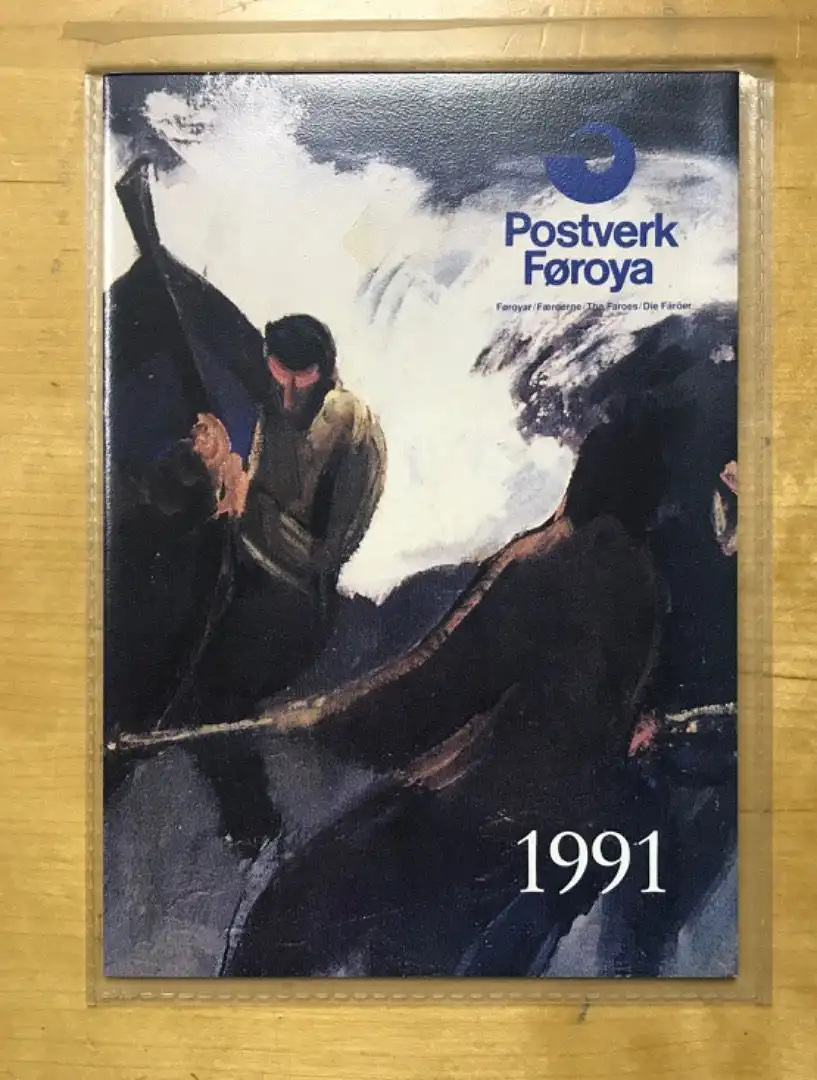 Postverk
Føroya
Føroyar/Færøerne/The Faroes/Die Färöer
1991